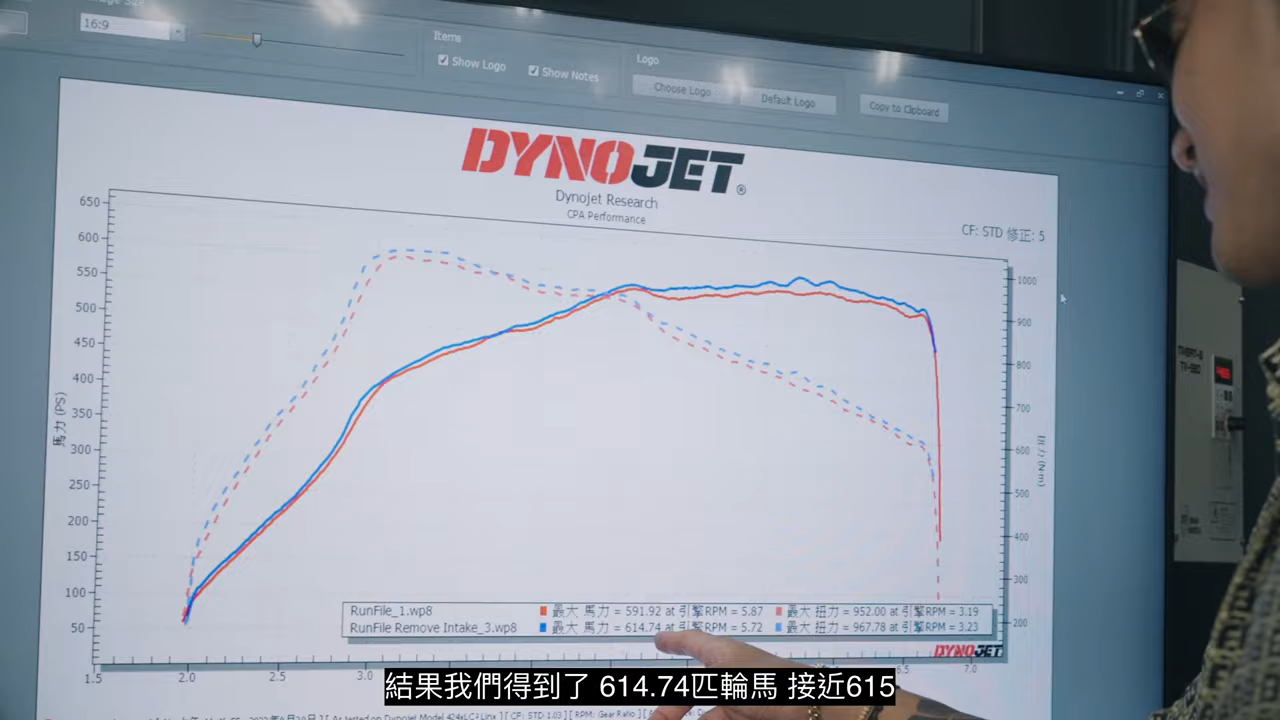 Image Size
16:9
Items
Show Logo
Show Notes
Logo
Choose Logo
Default Logo
Copy to Clipboard
DYNOJET®
Dynojet Research
CPA Performance
CF: STD 修正: 5
650
600
550
500
450
400
350
300
250
200
150
100
50
馬力 (PS)
1000
900
800
700
600
500
400
300
200
扭力 (Nm)
RunFile_1.wp8 最大 馬力 = 591.92 at 引擎RPM = 5.87 最大 扭力 = 952.00 at 引擎RPM = 3.19
RunFile Remove Intake_3.wp8 最大 馬力 = 614.74 at 引擎RPM = 5.72 最大 扭力 = 967.78 at 引擎RPM = 3.23
DYNOJET
1.5 2.0 2.5 3.0 6.5 7.0
結果我們得到了 614.74匹輪馬 接近615